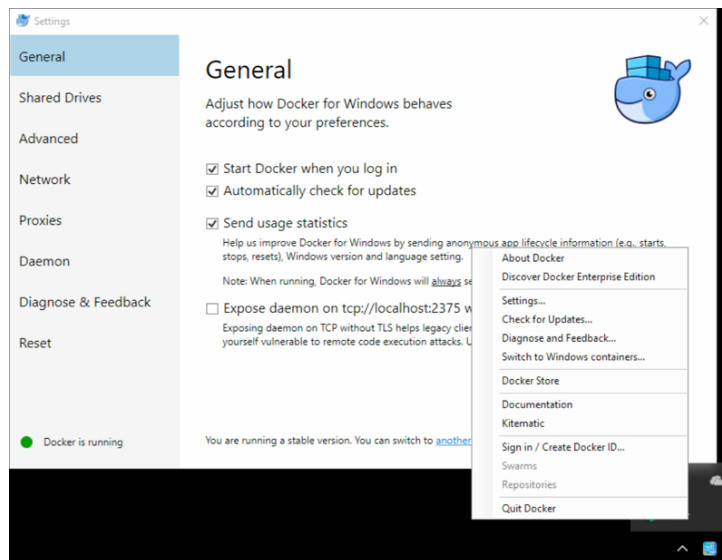 Settings
General
Shared Drives
Advanced
Network
Proxies
Daemon
Diagnose & Feedback
Reset
Docker is running
General
Adjust how Docker for Windows behaves
according to your preferences.
Start Docker when you log in
Automatically check for updates
Send usage statistics
Help us improve Docker for Windows by sending anonymous app lifecycle information (e.g., starts,
stops, resets), Windows version and language setting.
Note: When running, Docker for Windows will always
Expose daemon on tcp://localhost:2375
Exposing daemon on TCP without TLS helps legacy
yourself vulnerable to remote code execution attacks.
You are running a stable version. You can switch to another
About Docker
Discover Docker Enterprise Edition
Settings...
Check for Updates...
Diagnose and Feedback...
Switch to Windows containers...
Docker Store
Documentation
Kitematic
Sign in / Create Docker ID...
Swarms
Repositories
Quit Docker